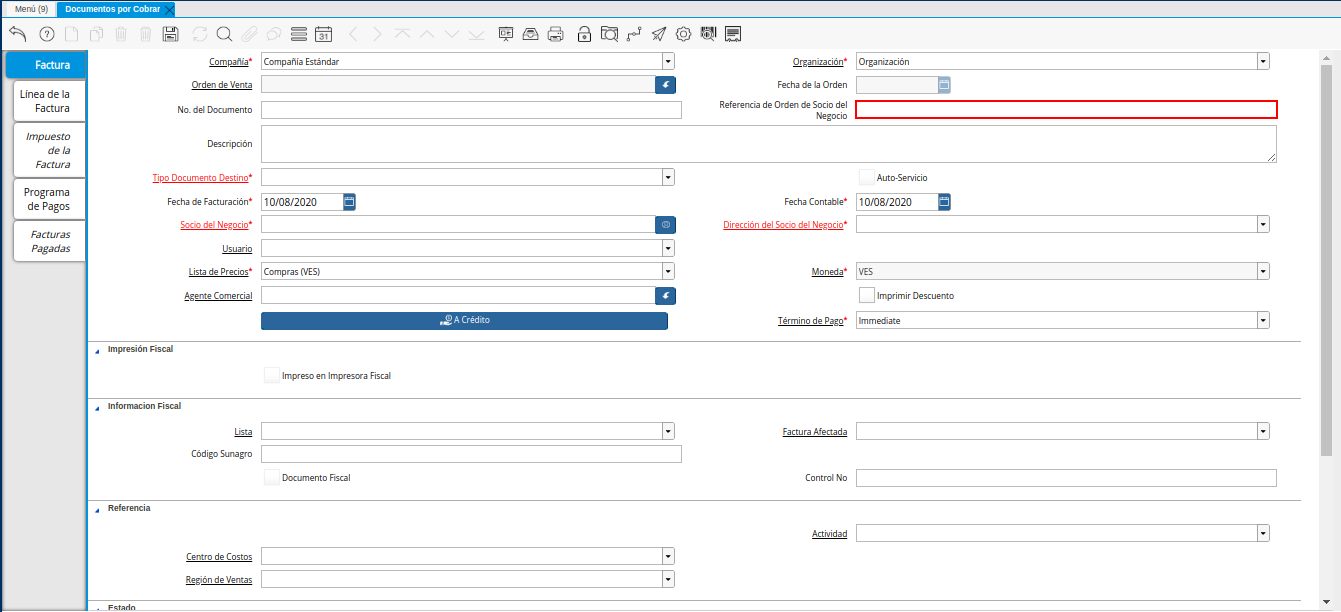 Menú (9)
Documentos por Cobrar
31
Factura
Línea de la
Factura
Impuesto
de la
Factura
Programa
de Pagos
Facturas
Pagadas
Compañía* Compañía Estándar
Organización* Organización
Orden de Venta
Fecha de la Orden
No. del Documento
Referencia de Orden de Socio del
Negocio
Descripción
Tipo Documento Destino*
Auto-Servicio
Fecha de Facturación* 10/08/2020
Fecha Contable* 10/08/2020
Socio del Negocio*
Dirección del Socio del Negocio*
Usuario
Lista de Precios* Compras (VES)
Moneda* VES
Agente Comercial
Imprimir Descuento
A Crédito
Término de Pago* Immediate
Impresión Fiscal
Impreso en Impresora Fiscal
Informacion Fiscal
Lista
Factura Afectada
Código Sunagro
Documento Fiscal
Control No
Referencia
Actividad
Centro de Costos
Región de Ventas
Estado